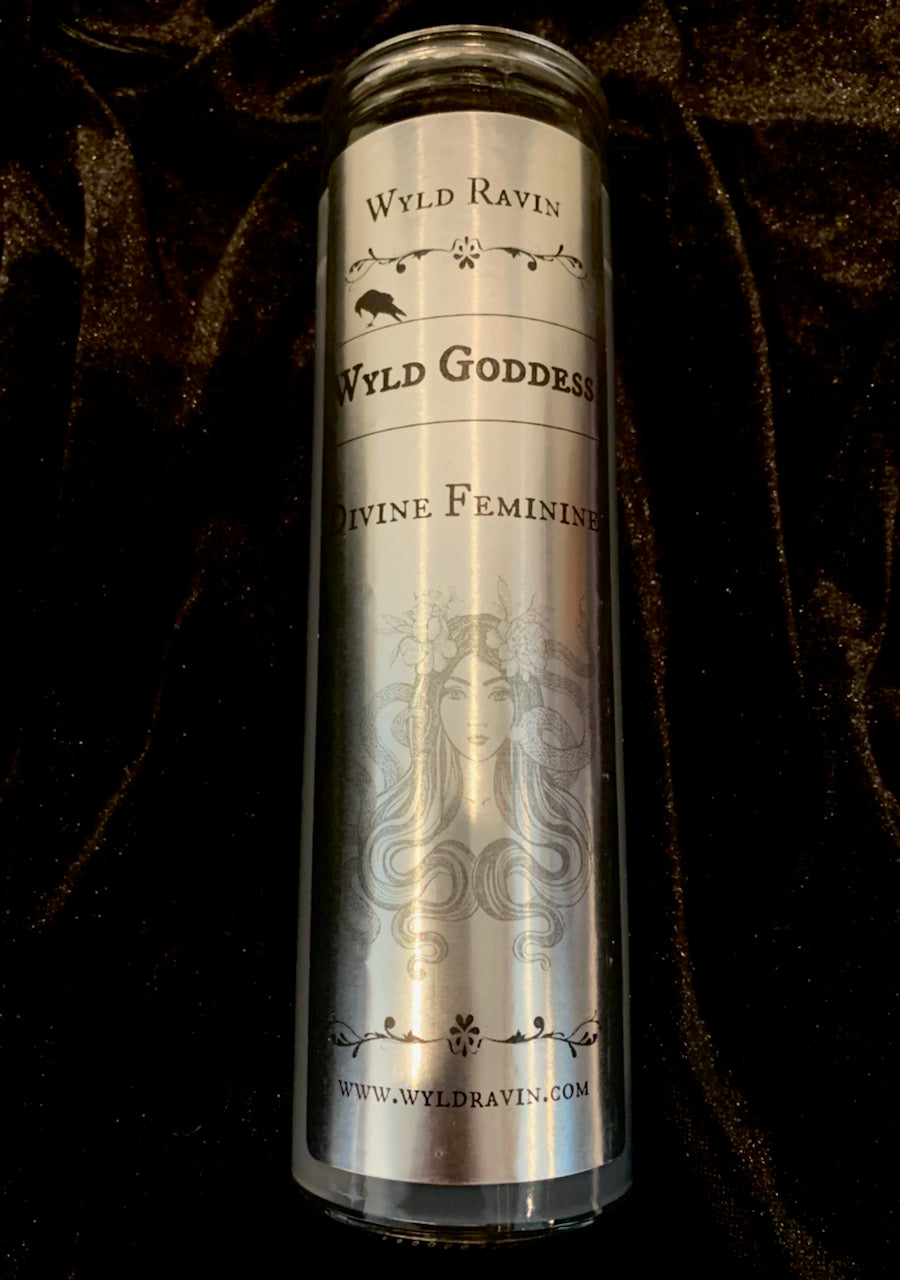 Wyld Ravin
Wyld Goddess
Divine Feminine
www.wyldravin.com